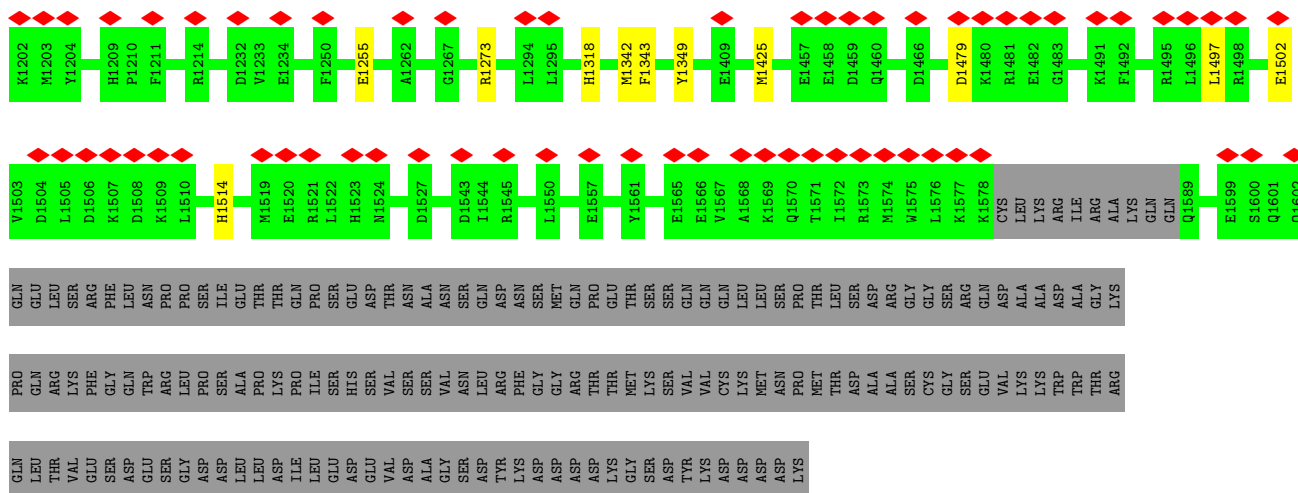 K1202 M1203 Y1204 H1209 P1210 F1211 R1214 D1232 V1233 E1234 F1250 E1255 A1262 G1267 R1273 L1294 L1295 H1318 M1342 F1343 Y1349 E1409 M1425 E1457 E1458 D1459 Q1460 D1466 D1479 K1480 R1481 E1482 G1483 K1491 F1492 R1495 L1496 L1497 R1498 E1502
V1503 D1504 L1505 D1506 K1507 D1508 K1509 L1510 H1514 M1519 E1520 R1521 L1522 H1523 N1524 D1527 D1543 I1544 R1545 L1550 E1557 Y1561 E1565 E1566 V1567 A1568 K1569 Q1570 T1571 I1572 R1573 M1574 W1575 L1576 K1577 K1578 CYS LEU LYS ARG ILE ARG ALA LYS GLN GLN Q1589 E1599 S1600 Q1601
GLN GLU LEU SER ARG PHE LEU ASN PRO PRO SER ILE GLU THR THR GLN PRO SER GLU ASP THR ASN ALA ASN SER GLN ASP ASN SER MET GLN PRO GLU THR SER SER GLN GLN GLN LEU LEU SER PRO THR LEU SER ASP ARG GLY GLY SER ARG GLN ASP ALA ALA ASP ALA GLY LYS
PRO GLN ARG LYS PHE GLY GLN TRP ARG LEU PRO SER ALA PRO LYS PRO ILE SER HIS SER VAL SER SER VAL ASN LEU ARG PHE GLY GLY ARG THR THR MET LYS SER VAL VAL CYS LYS MET ASN PRO MET THR ASP ALA ALA SER CYS GLY SER GLU VAL LYS LYS TRP TRP THR ARG
GLN LEU THR VAL GLU SER ASP GLU SER GLY ASP ASP LEU LEU ASP ILE LEU GLU ASP GLU VAL ASP ALA GLY SER ASP TYR LYS ASP ASP ASP ASP LYS GLY SER ASP TYR LYS ASP ASP ASP ASP LYS